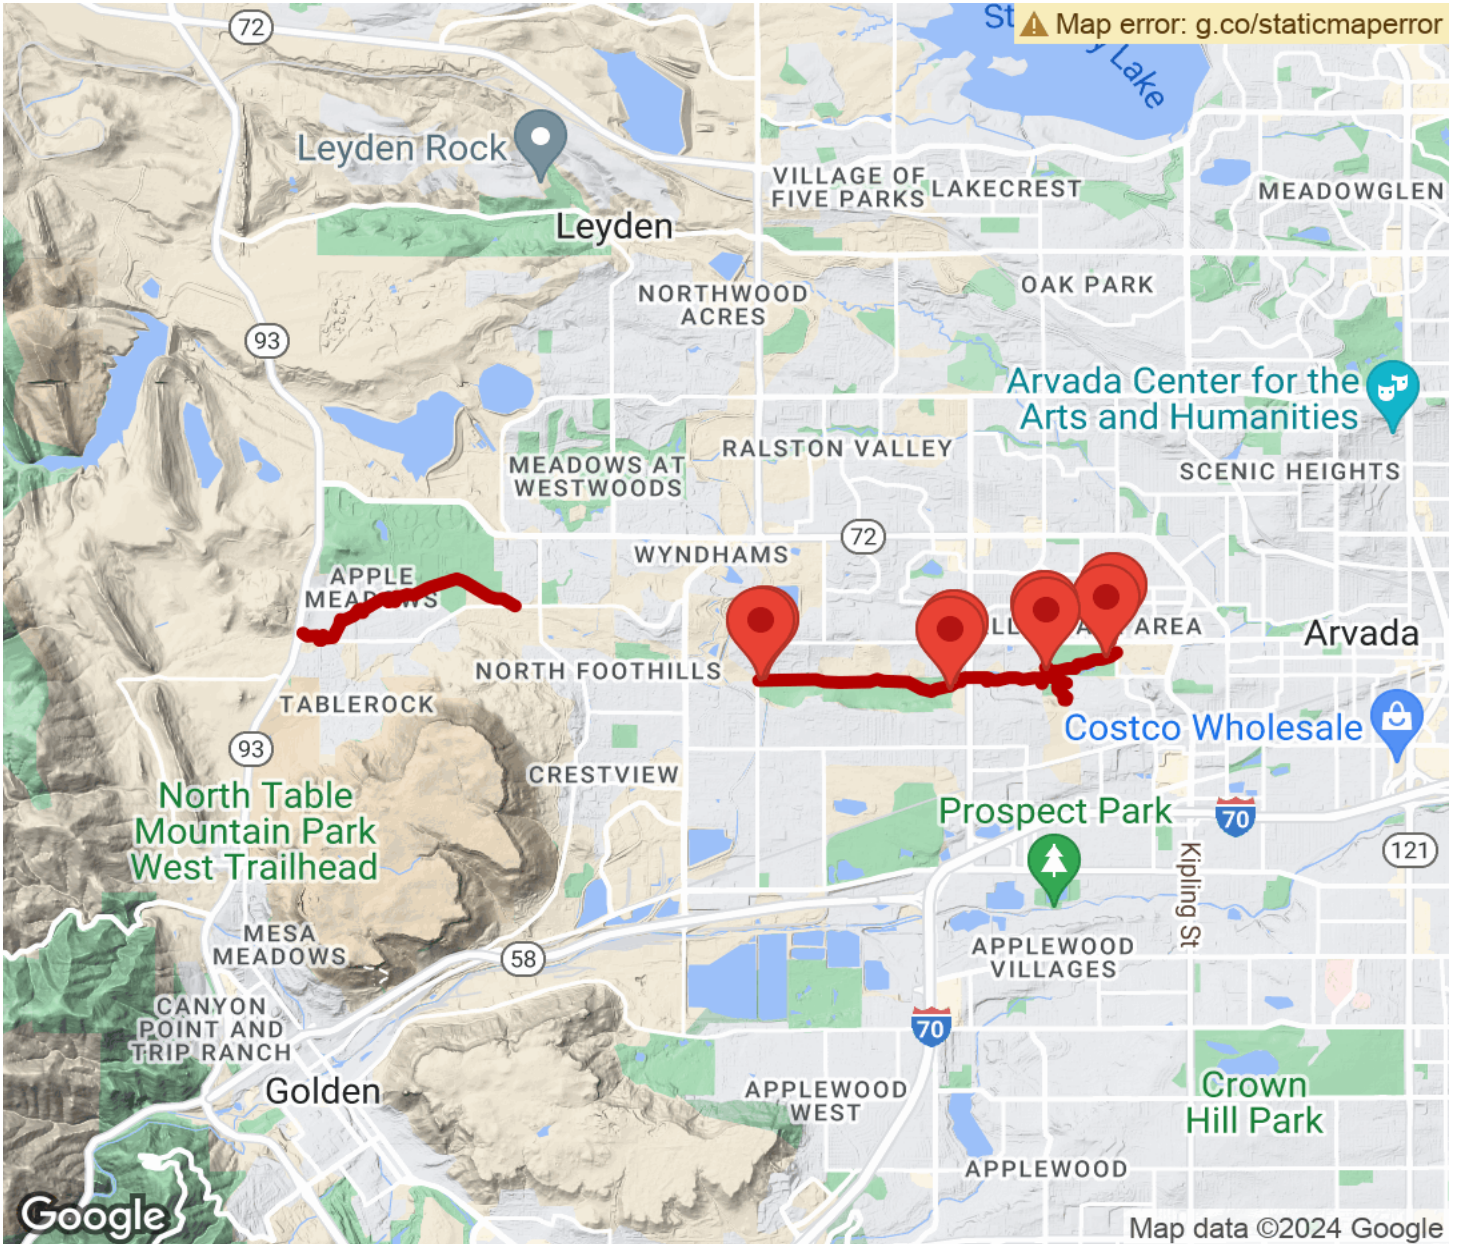 72
St
y Lake
Map error: g.co/staticmaperror
Leyden Rock
VILLAGE OF
FIVE PARKS
LAKECREST
MEADOWGLEN
Leyden
NORTHWOOD
ACRES
OAK PARK
93
Arvada Center for the
Arts and Humanities
RALSTON VALLEY
MEADOWS AT
WESTWOODS
SCENIC HEIGHTS
72
WYNDHAMS
APPLE
MEADOWS
AREA
Arvada
NORTH FOOTHILLS
TABLEROCK
Costco Wholesale
93
CRESTVIEW
North Table
Mountain Park
West Trailhead
Prospect Park
70
121
Kipling St
MESA
MEADOWS
58
APPLEWOOD
VILLAGES
CANYON
POINT AND
TRIP RANCH
70
Golden
APPLEWOOD
WEST
Crown
Hill Park
APPLEWOOD
Google
Map data ©2024 Google